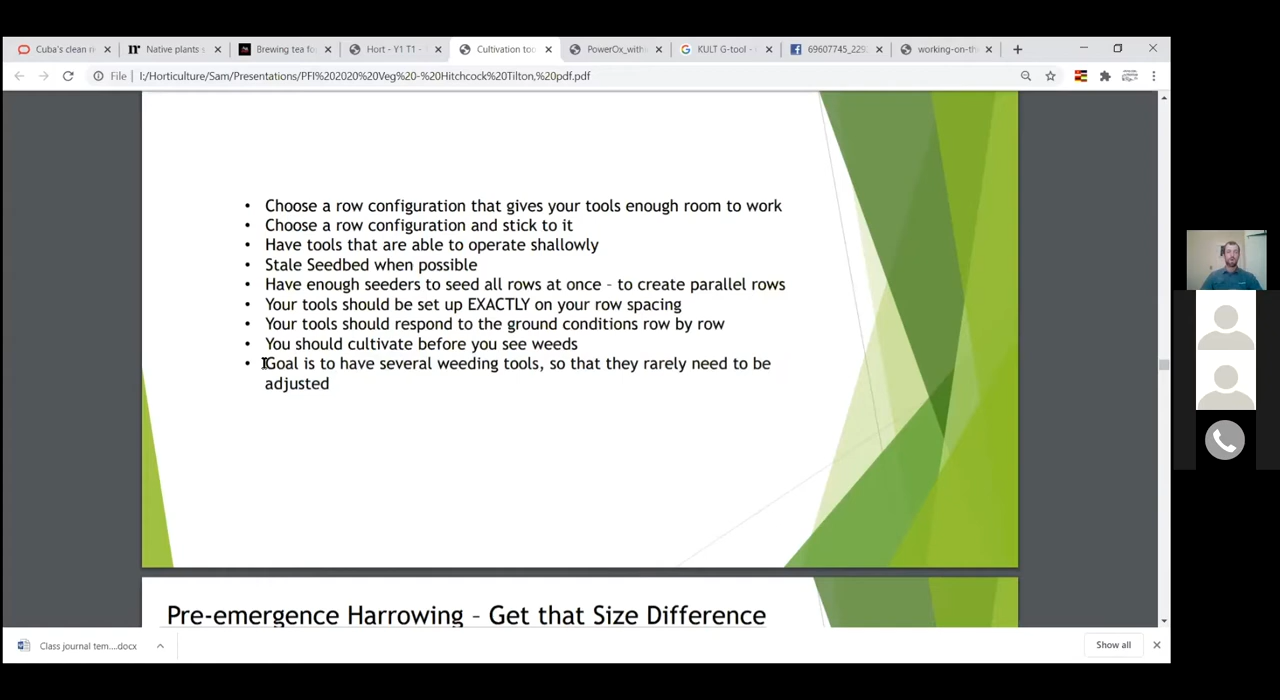 Cuba's clean r
Native plants s
Brewing tea fo
Hort - Y1 T1 -
Cultivation too
PowerOx_with
KULT G-tool -
69607745_229
working-on-th
File
I:/Horticulture/Sam/Presentations/PFI%202020%20Veg%20-%20Hitchcock%20Tilton,%20pdf.pdf
• Choose a row configuration that gives your tools enough room to work
• Choose a row configuration and stick to it
• Have tools that are able to operate shallowly
• Stale Seedbed when possible
• Have enough seeders to seed all rows at once – to create parallel rows
• Your tools should be set up EXACTLY on your row spacing
• Your tools should respond to the ground conditions row by row
• You should cultivate before you see weeds
• Goal is to have several weeding tools, so that they rarely need to be
adjusted
Pre-emergence Harrowing – Get that Size Difference
Class journal tem....docx
Show all